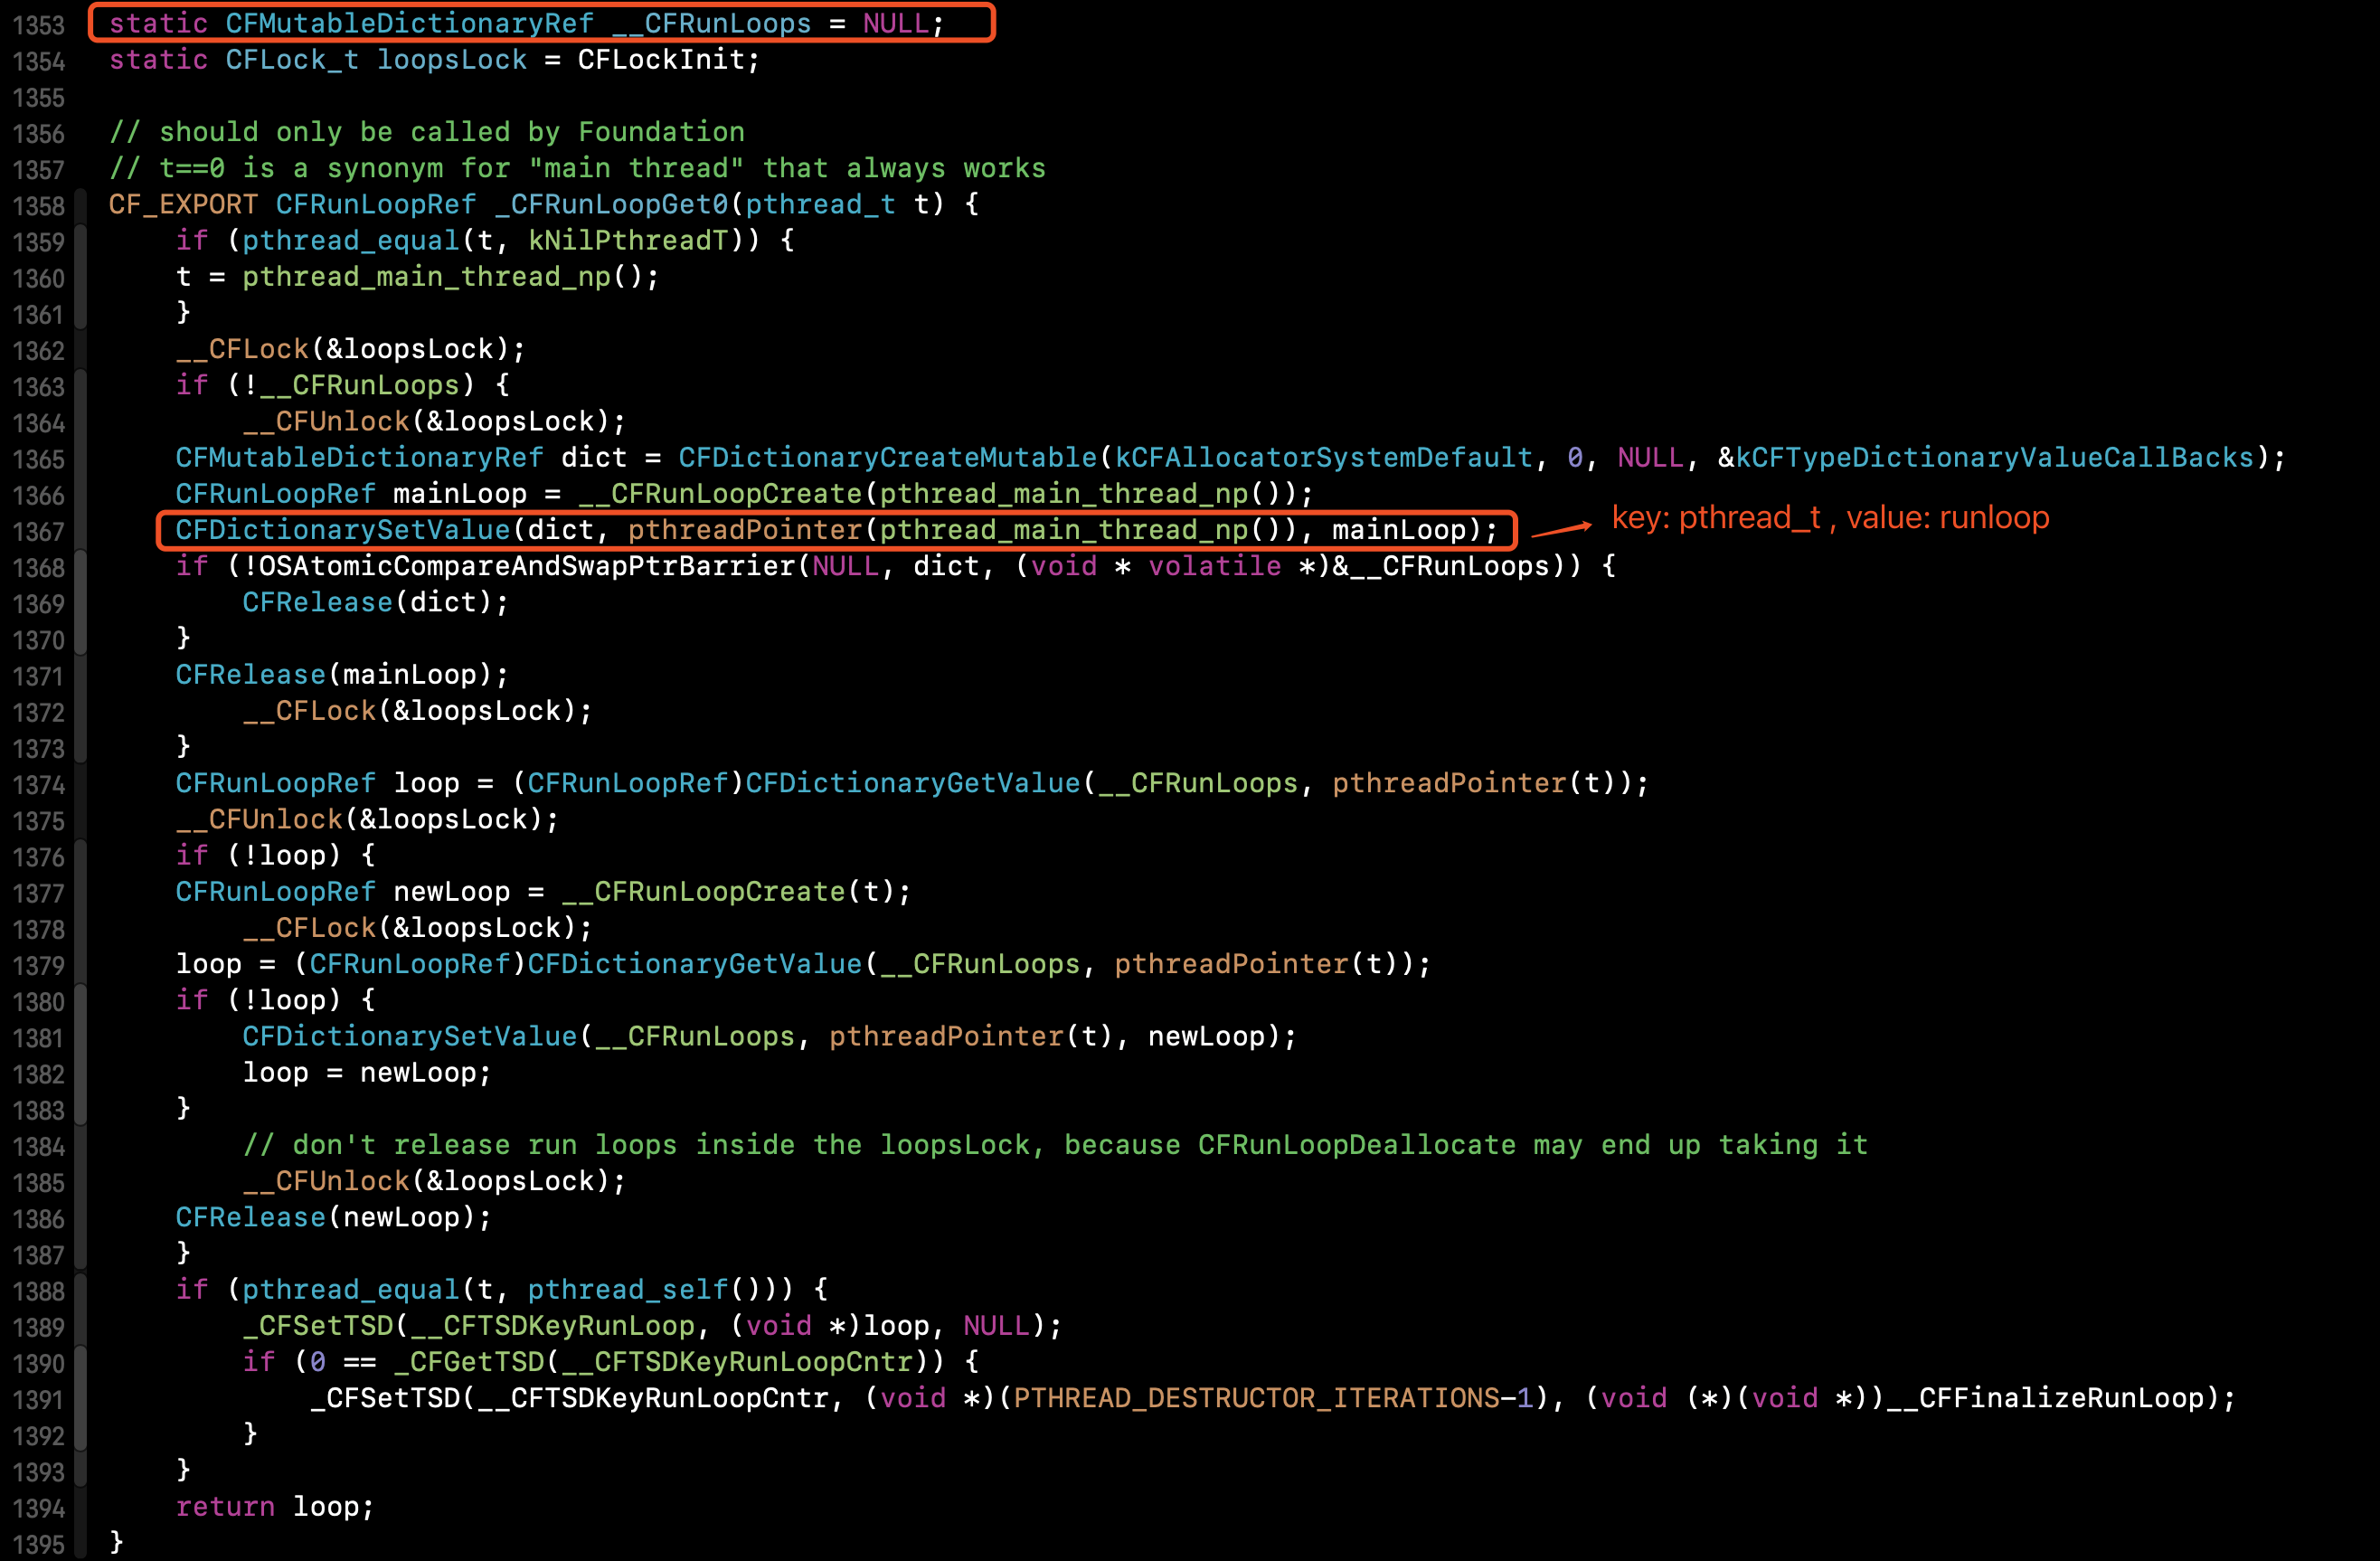 1353 static CFMutableDictionaryRef __CFRunLoops = NULL;
1354 static CFLock_t loopsLock = CFLockInit;
1355
1356 // should only be called by Foundation
1357 // t==0 is a synonym for "main thread" that always works
1358 CF_EXPORT CFRunLoopRef _CFRunLoopGet0(pthread_t t) {
1359     if (pthread_equal(t, kNilPthreadT)) {
1360     t = pthread_main_thread_np();
1361     }
1362     __CFLock(&loopsLock);
1363     if (!__CFRunLoops) {
1364         __CFUnlock(&loopsLock);
1365     CFMutableDictionaryRef dict = CFDictionaryCreateMutable(kCFAllocatorSystemDefault, 0, NULL, &kCFTypeDictionaryValueCallBacks);
1366     CFRunLoopRef mainLoop = __CFRunLoopCreate(pthread_main_thread_np());
1367     CFDictionarySetValue(dict, pthreadPointer(pthread_main_thread_np()), mainLoop); key: pthread_t , value: runloop
1368     if (!OSAtomicCompareAndSwapPtrBarrier(NULL, dict, (void * volatile *)&__CFRunLoops)) {
1369         CFRelease(dict);
1370     }
1371     CFRelease(mainLoop);
1372         __CFLock(&loopsLock);
1373     }
1374     CFRunLoopRef loop = (CFRunLoopRef)CFDictionaryGetValue(__CFRunLoops, pthreadPointer(t));
1375     __CFUnlock(&loopsLock);
1376     if (!loop) {
1377     CFRunLoopRef newLoop = __CFRunLoopCreate(t);
1378         __CFLock(&loopsLock);
1379     loop = (CFRunLoopRef)CFDictionaryGetValue(__CFRunLoops, pthreadPointer(t));
1380     if (!loop) {
1381         CFDictionarySetValue(__CFRunLoops, pthreadPointer(t), newLoop);
1382         loop = newLoop;
1383     }
1384         // don't release run loops inside the loopsLock, because CFRunLoopDeallocate may end up taking it
1385         __CFUnlock(&loopsLock);
1386     CFRelease(newLoop);
1387     }
1388     if (pthread_equal(t, pthread_self())) {
1389         _CFSetTSD(__CFTSDKeyRunLoop, (void *)loop, NULL);
1390         if (0 == _CFGetTSD(__CFTSDKeyRunLoopCntr)) {
1391             _CFSetTSD(__CFTSDKeyRunLoopCntr, (void *)(PTHREAD_DESTRUCTOR_ITERATIONS-1), (void (*)(void *))__CFFinalizeRunLoop);
1392         }
1393     }
1394     return loop;
1395 }